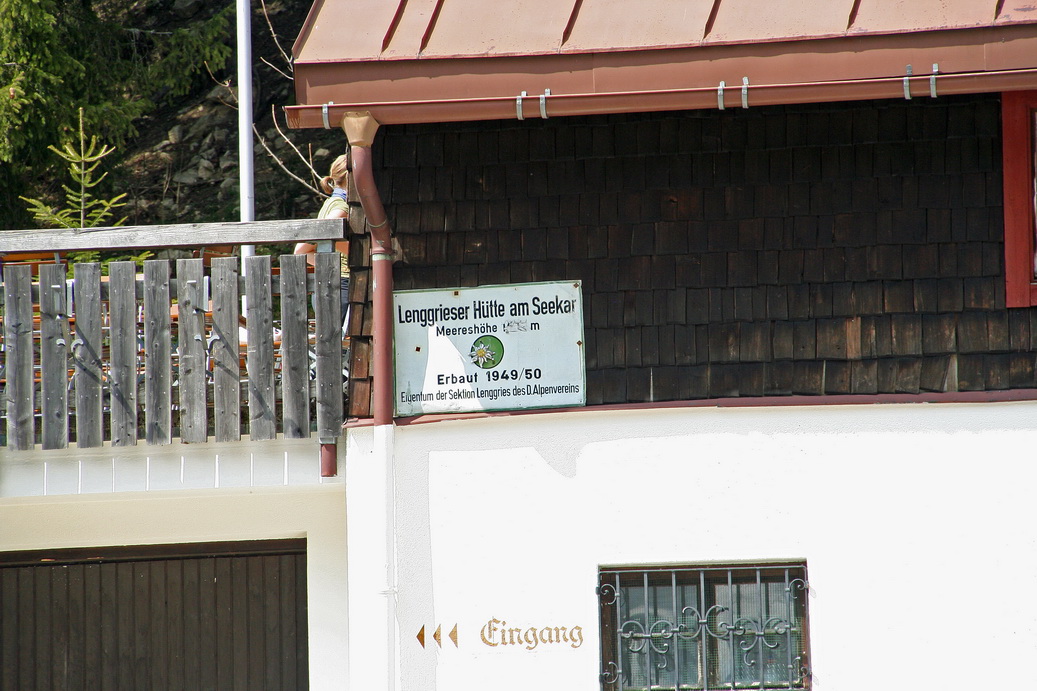 Lenggrieser Hütte am Seekar
Meereshöhe m
Erbaut 1949/50
Eigentum der Sektion Lenggries des D.Alpenvereins
Eingang